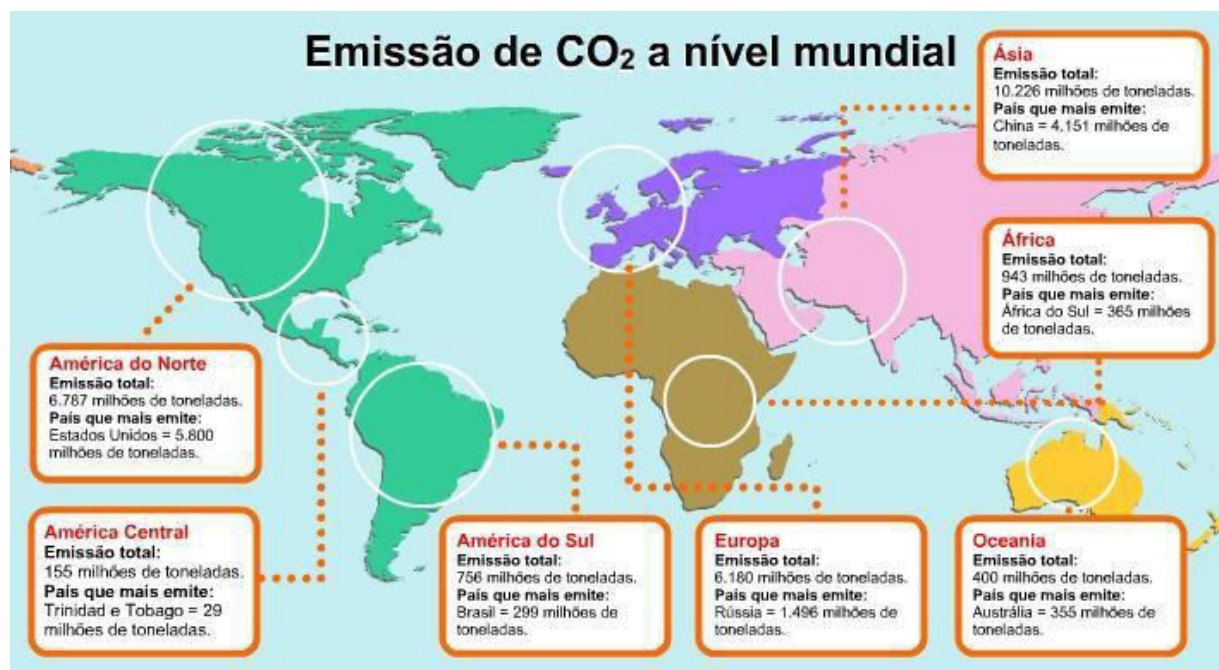 Emissão de CO₂ a nível mundial
Ásia
Emissão total:
10.226 milhões de toneladas.
País que mais emite:
China = 4.151 milhões de
toneladas.
África
Emissão total:
943 milhões de toneladas.
País que mais emite:
África do Sul = 365 milhões
de toneladas.
América do Norte
Emissão total:
6.787 milhões de toneladas.
País que mais emite:
Estados Unidos = 5.800
milhões de toneladas.
América Central
Emissão total:
155 milhões de toneladas.
País que mais emite:
Trinidad e Tobago = 29
milhões de toneladas.
América do Sul
Emissão total:
756 milhões de toneladas.
País que mais emite:
Brasil = 299 milhões de
toneladas.
Europa
Emissão total:
6.180 milhões de toneladas.
País que mais emite:
Rússia = 1.496 milhões de
toneladas.
Oceania
Emissão total:
400 milhões de toneladas.
País que mais emite:
Austrália = 355 milhões de
toneladas.